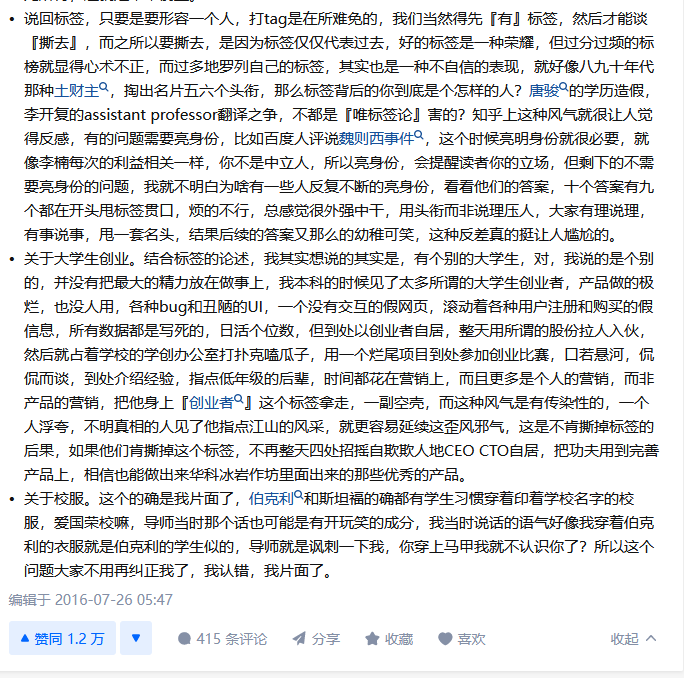 • 说回标签，只要是要形容一个人，打tag是在所难免的，我们当然得先『有』标签，然后才能谈
『撕去』，而之所以要撕去，是因为标签仅仅代表过去，好的标签是一种荣耀，但过分过频的标
榜就显得心术不正，而过多地罗列自己的标签，其实也是一种不自信的表现，就好像八九十年代
那种土财主，掏出名片五六个头衔，那么标签背后的你到底是个怎样的人？唐骏的学历造假，
李开复的assistant professor翻译之争，不都是『唯标签论』害的？知乎上这种风气就很让人觉
得反感，有的问题需要亮身份，比如百度人评说魏则西事件，这个时候亮明身份就很必要，就
像李楠每次的利益相关一样，你不是中立人，所以亮身份，会提醒读者你的立场，但剩下的不需
要亮身份的问题，我就不明白为啥有一些人反复不断的亮身份，看看他们的答案，十个答案有九
个都在开头甩标签贯口，烦的不行，总感觉很外强中干，用头衔而非说理压人，大家有理说理，
有事说事，甩一套名头，结果后续的答案又那么的幼稚可笑，这种反差真的挺让人尴尬的。
• 关于大学生创业。结合标签的论述，我其实想说的其实是，有个别的大学生，对，我说的是个别
的，并没有把最大的精力放在做事上，我本科的时候见了太多所谓的大学生创业者，产品做的极
烂，也没人用，各种bug和丑陋的UI，一个没有交互的假网页，滚动着各种用户注册和购买的假
信息，所有数据都是写死的，日活个位数，但到处以创业者自居，整天用所谓的股份拉人入伙，
然后就占着学校的学创办公室打扑克嗑瓜子，用一个烂尾项目到处参加创业比赛，口若悬河，侃
侃而谈，到处介绍经验，指点低年级的后辈，时间都花在营销上，而且更多是个人的营销，而非
产品的营销，把他身上『创业者』这个标签拿走，一副空壳，而这种风气是有传染性的，一个
人浮夸，不明真相的人见了他指点江山的风采，就更容易延续这歪风邪气，这是不肯撕掉标签的
后果，如果他们肯撕掉这个标签，不再整天四处招摇自欺欺人地CEO CTO自居，把功夫用到完善
产品上，相信也能做出来华科冰岩作坊里面出来的那些优秀的产品。
• 关于校服。这个的确是我片面了，伯克利和斯坦福的确都有学生习惯穿着印着学校名字的校
服，爱国荣校嘛，导师当时那个话也可能是有开玩笑的成分，我当时说话的语气好像我穿着伯克
利的衣服就是伯克利的学生似的，导师就是讽刺一下我，你穿上马甲我就不认识你了？所以这个
问题大家不用再纠正我了，我认错，我片面了。
编辑于 2016-07-26 05:47
赞同 1.2 万 415 条评论 分享 收藏 喜欢 收起